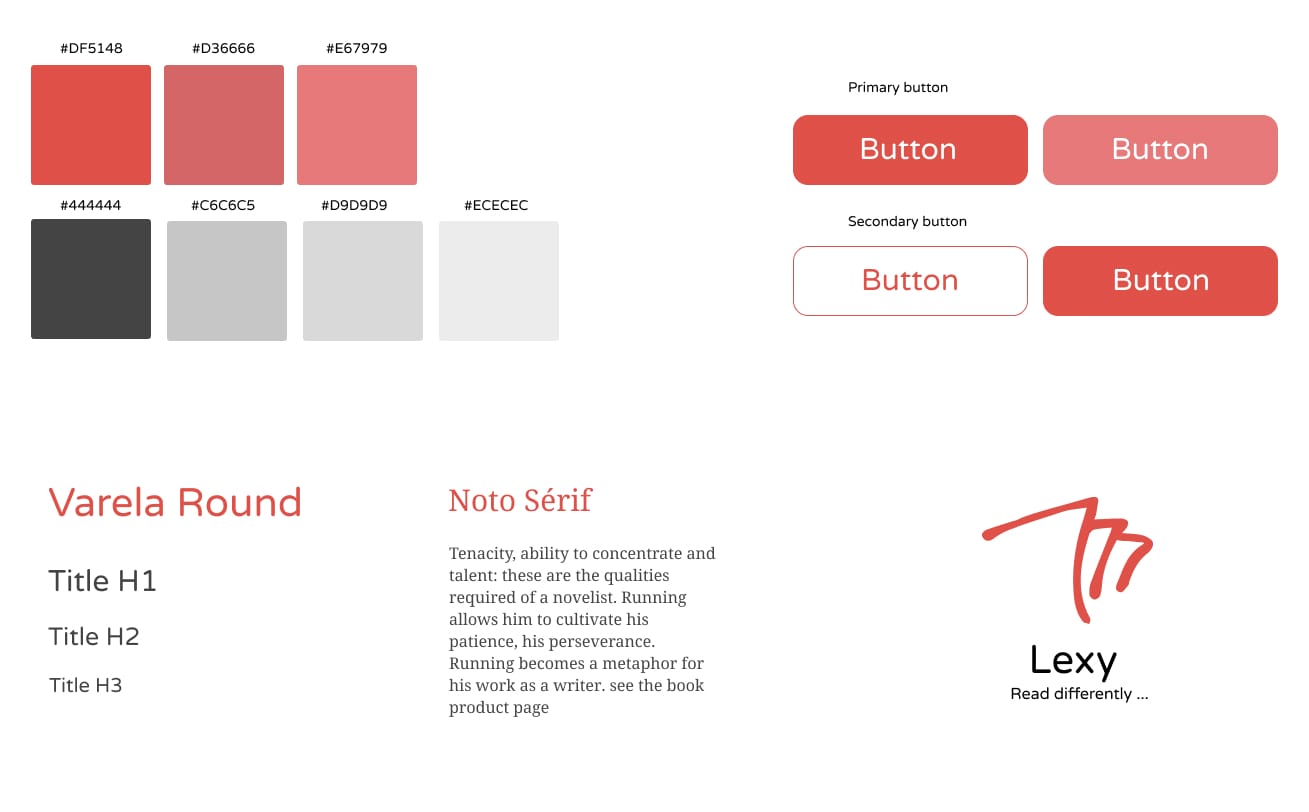 #DF5148
#D36666
#E67979
#444444
#C6C6C5
#D9D9D9
#ECECEC
Primary button
Button
Button
Secondary button
Button
Button
Varela Round
Title H1
Title H2
Title H3
Noto Sérif
Tenacity, ability to concentrate and
talent: these are the qualities
required of a novelist. Running
allows him to cultivate his
patience, his perseverance.
Running becomes a metaphor for
his work as a writer. see the book
product page
Lexy
Read differently ...